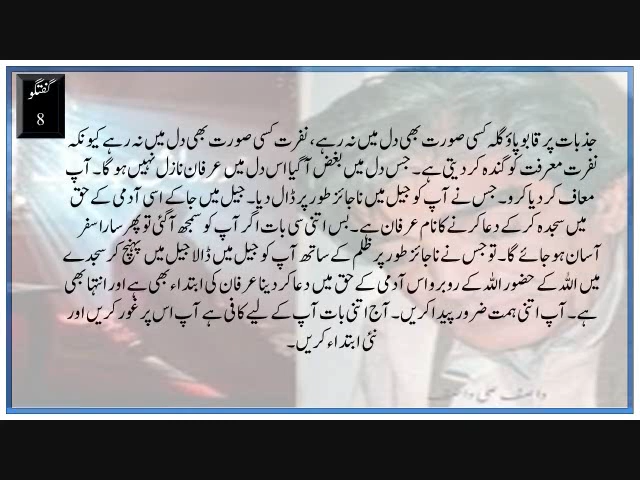 گفتگو
8
جذبات پر قابو پاؤ گلہ کسی صورت بھی دل میں نہ رہے، نفرت کسی صورت بھی دل میں نہ رہے کیونکہ
نفرت معرفت کو گندہ کر دیتی ہے۔ جس دل میں بغض آگیا اس دل میں عرفان نازل نہیں ہوگا۔ آپ
معاف کر دیا کرو۔ جس نے آپ کو جیل میں ناجائز طور پر ڈال دیا۔ جیل میں جا کے اسی آدمی کے حق
میں سجدہ کر کے دعا کرنے کا نام عرفان ہے۔ بس اتنی سی بات اگر آپ کو سمجھ آگئی تو پھر سارا سفر
آسان ہو جائے گا۔ تو جس نے ناجائز طور پر ظلم کے ساتھ آپ کو جیل میں ڈالا جیل میں پہنچ کر سجدے
میں اللہ کے حضور اللہ کے روبرو اس آدمی کے حق میں دعا کر دینا عرفان کی ابتداء بھی ہے اور انتہا بھی
ہے۔ آپ اتنی ہمت ضرور پیدا کریں۔ آج اتنی بات آپ کے لیے کافی ہے آپ اس پر غور کریں اور
نئی ابتداء کریں۔
واصف علی واصف